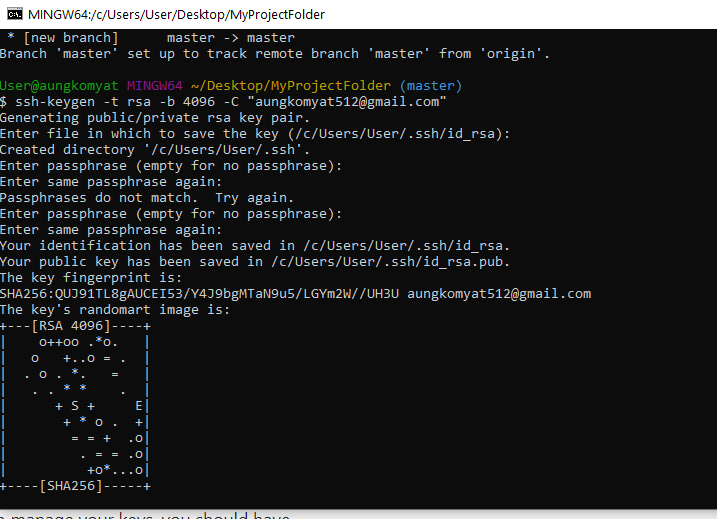 MINGW64:/c/Users/User/Desktop/MyProjectFolder
 * [new branch]      master -> master
Branch 'master' set up to track remote branch 'master' from 'origin'.

User@aungkomyat MINGW64 ~/Desktop/MyProjectFolder (master)
$ ssh-keygen -t rsa -b 4096 -C "aungkomyat512@gmail.com"
Generating public/private rsa key pair.
Enter file in which to save the key (/c/Users/User/.ssh/id_rsa):
Created directory '/c/Users/User/.ssh'.
Enter passphrase (empty for no passphrase):
Enter same passphrase again:
Passphrases do not match.  Try again.
Enter passphrase (empty for no passphrase):
Enter same passphrase again:
Your identification has been saved in /c/Users/User/.ssh/id_rsa.
Your public key has been saved in /c/Users/User/.ssh/id_rsa.pub.
The key fingerprint is:
SHA256:QUJ91TL8gAUCEI53/Y4J9bgMTaN9u5/LGYm2W//UH3U aungkomyat512@gmail.com
The key's randomart image is:
+---[RSA 4096]----+
|    o++oo .*o.   |
|   o   +..o = .  |
|  . o . *.   =   |
|   . . * *    .  |
|      + S +     E|
|       + * o .  +|
|        = = +  .o|
|         . = = .o|
|          +o*...o|
+----[SHA256]-----+
manage your keys, you should have